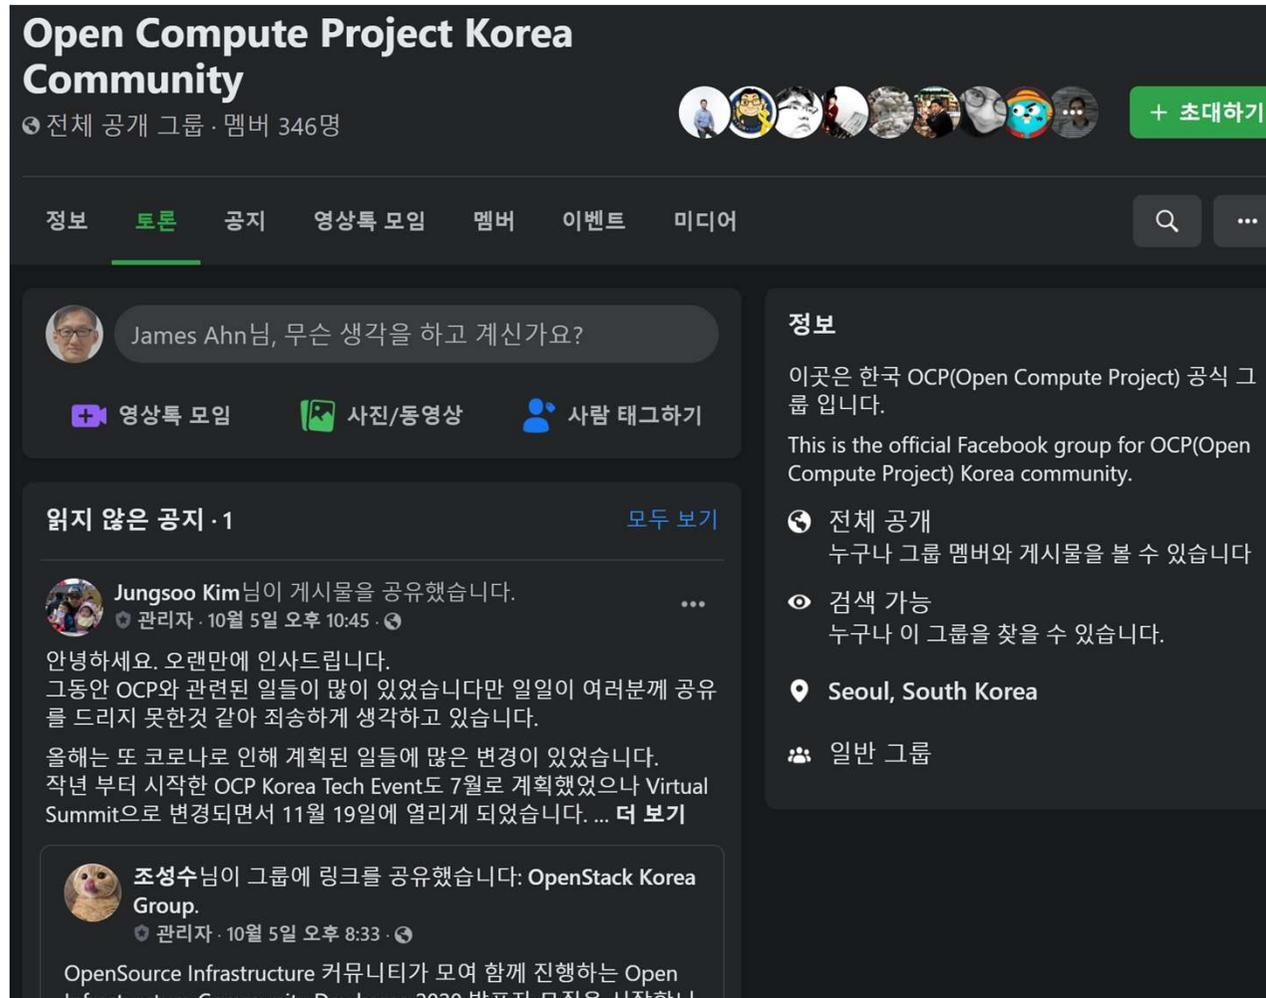 Open Compute Project Korea
Community
전체 공개 그룹 · 멤버 346명
+ 초대하기
정보
토론
공지
영상톡 모임
멤버
이벤트
미디어
James Ahn님, 무슨 생각을 하고 계신가요?
영상톡 모임
사진/동영상
사람 태그하기
읽지 않은 공지 · 1
모두 보기
Jungsoo Kim님이 게시물을 공유했습니다.
관리자 · 10월 5일 오후 10:45 ·
안녕하세요. 오랜만에 인사드립니다.
그동안 OCP와 관련된 일들이 많이 있었습니다만 일일이 여러분께 공유
를 드리지 못한것 같아 죄송하게 생각하고 있습니다.
올해는 또 코로나로 인해 계획된 일들에 많은 변경이 있었습니다.
작년 부터 시작한 OCP Korea Tech Event도 7월로 계획했었으나 Virtual
Summit으로 변경되면서 11월 19일에 열리게 되었습니다. ... 더 보기
조성수님이 그룹에 링크를 공유했습니다: OpenStack Korea
Group.
관리자 · 10월 5일 오후 8:33 ·
OpenSource Infrastructure 커뮤니티가 모여 함께 진행하는 Open
정보
이곳은 한국 OCP(Open Compute Project) 공식 그
룹 입니다.
This is the official Facebook group for OCP(Open
Compute Project) Korea community.
전체 공개
누구나 그룹 멤버와 게시물을 볼 수 있습니다
검색 가능
누구나 이 그룹을 찾을 수 있습니다.
Seoul, South Korea
일반 그룹